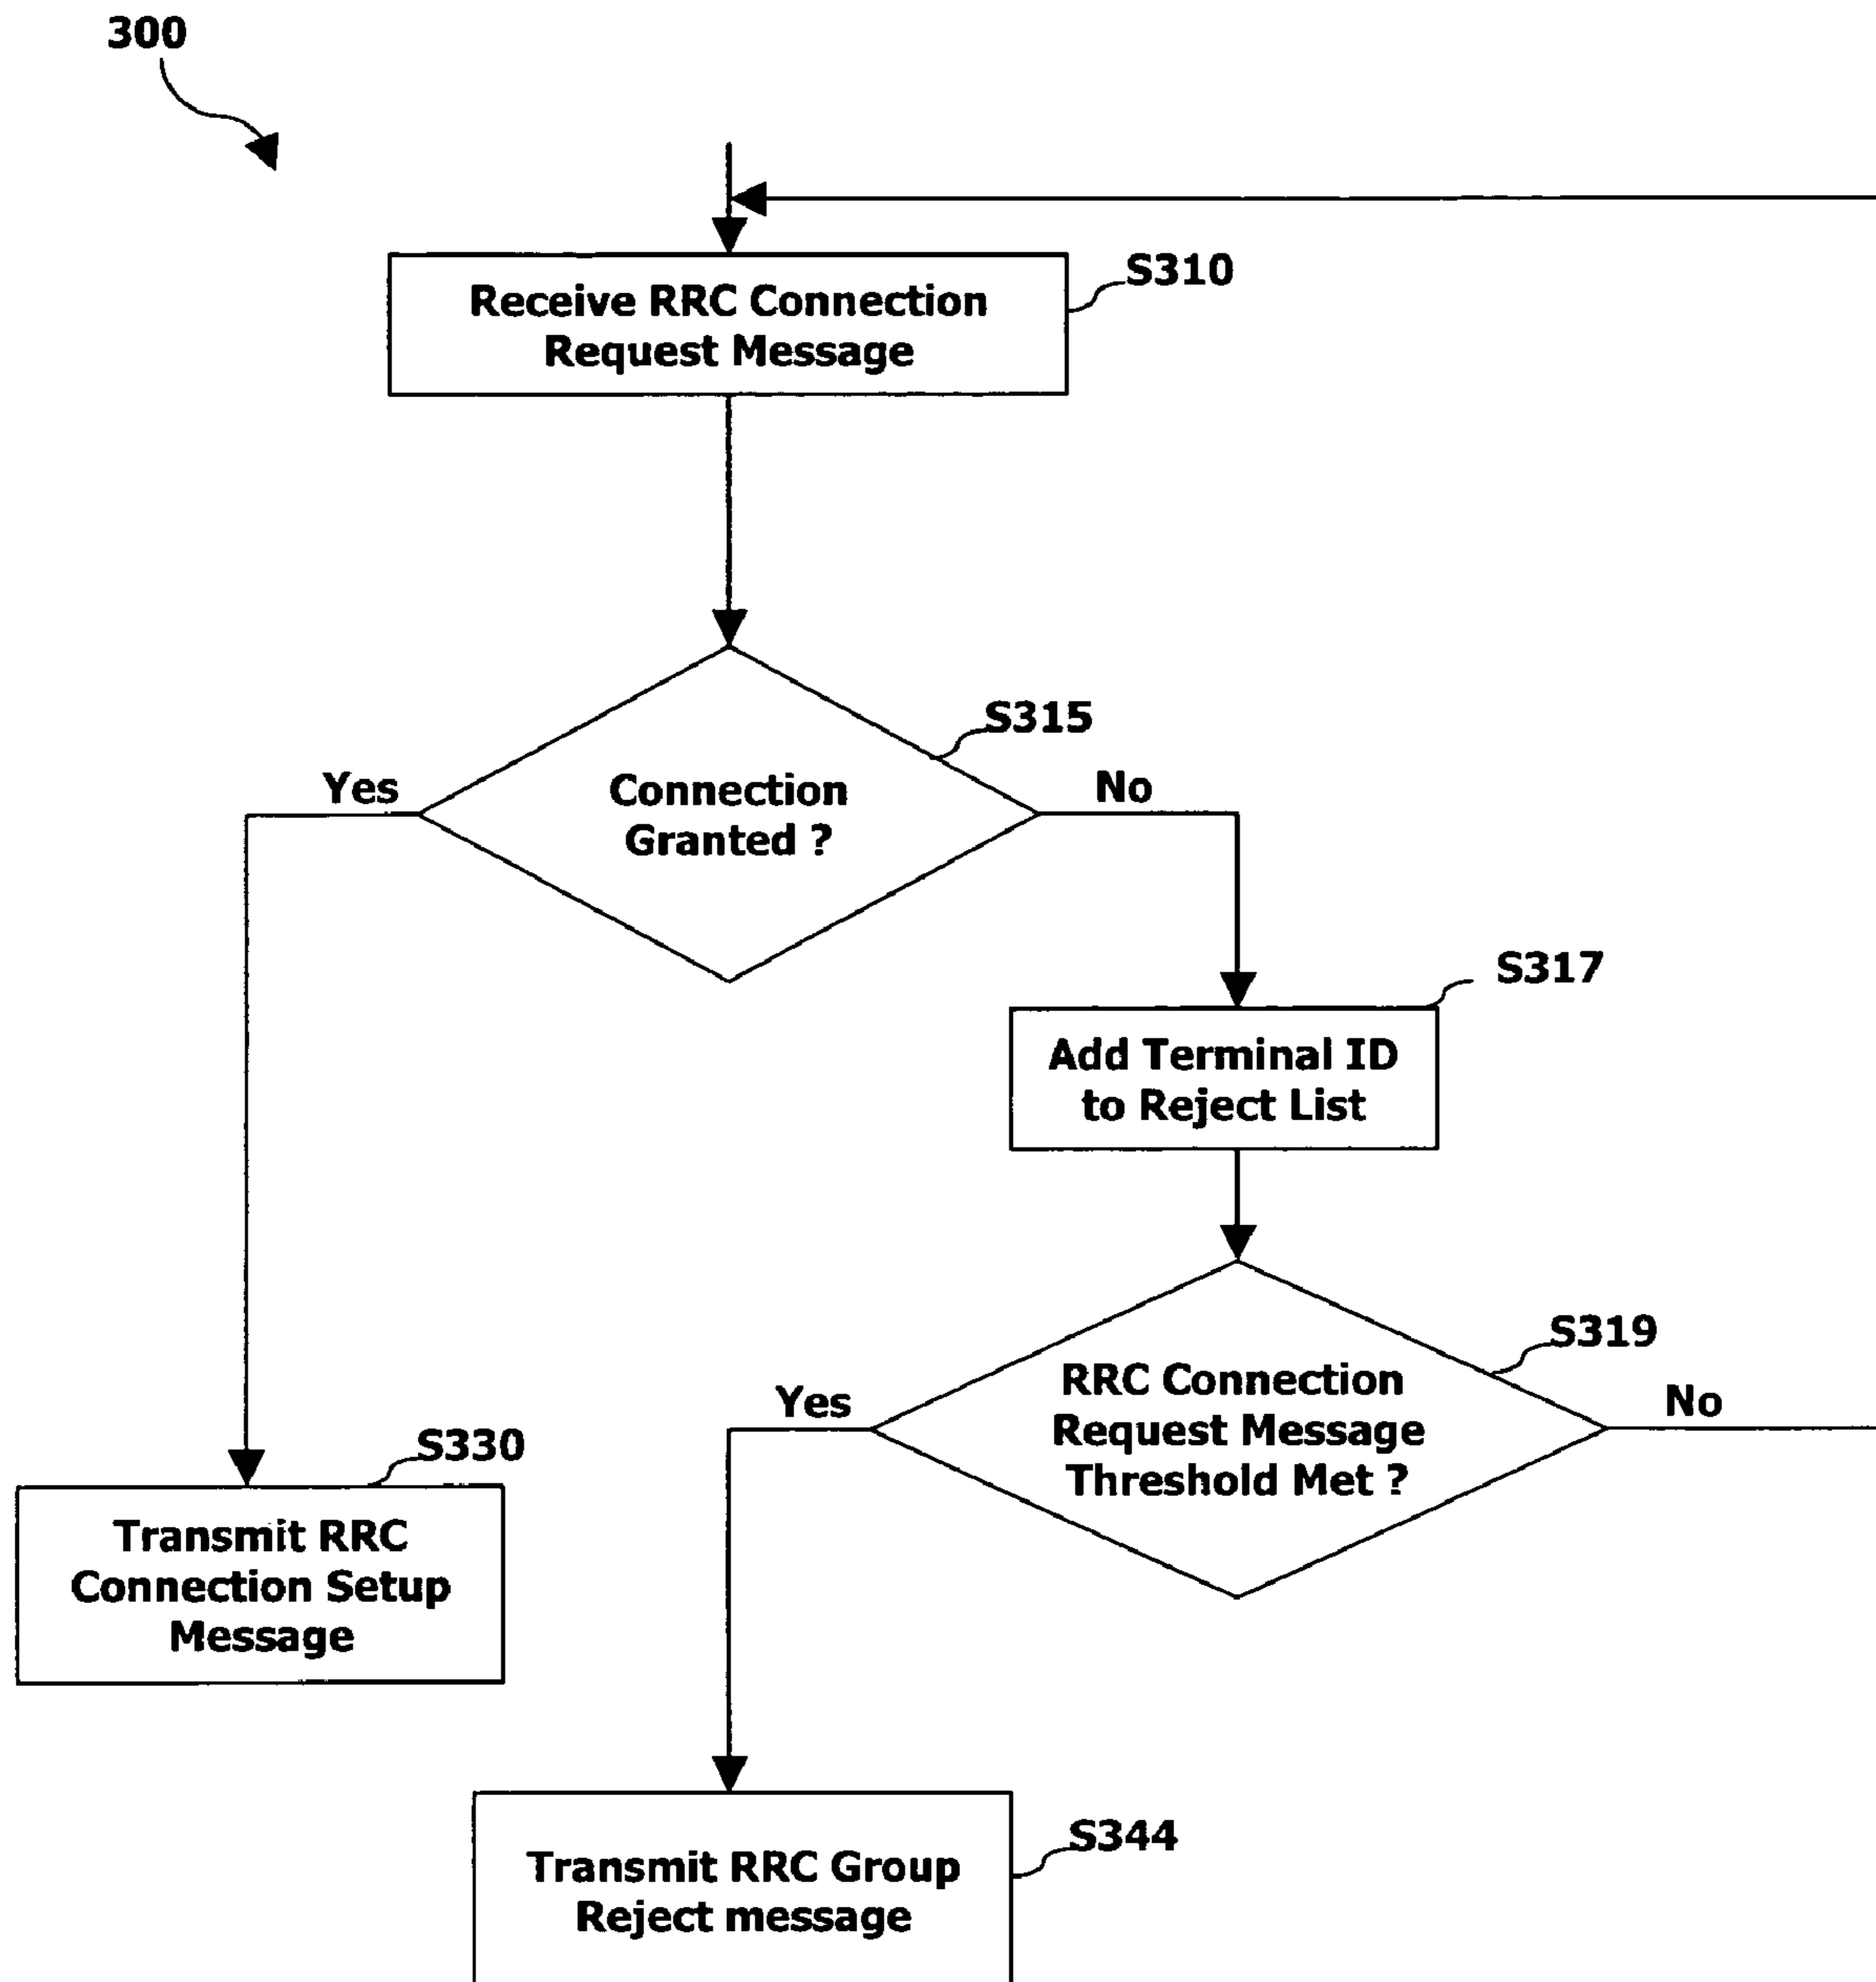 300
S310
Receive RRC Connection
Request Message
S315
Yes
No
Connection
Granted ?
S317
Add Terminal ID
to Reject List
S319
Yes
No
RRC Connection
Request Message
Threshold Met ?
S330
Transmit RRC
Connection Setup
Message
S344
Transmit RRC Group
Reject message